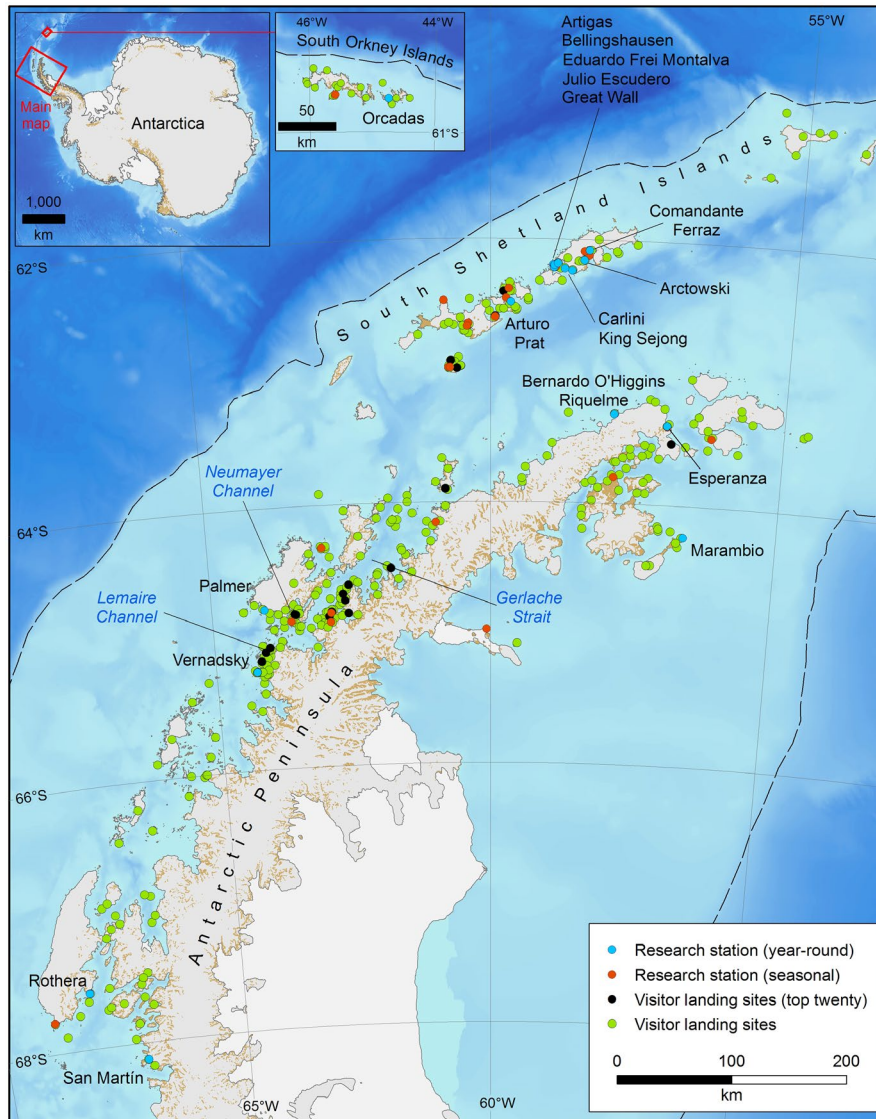 46°W
44°W
South Orkney Islands
50
km
Orcadas
61°S
Main
map
Antarctica
1,000
km
Artigas
Bellingshausen
Eduardo Frei Montalva
Julio Escudero
Great Wall
55°W
South Shetland Islands
Comandante
Ferraz
62°S
Arctowski
Arturo
Prat
Carlini
King Sejong
Bernardo O'Higgins
Riquelme
Neumayer
Channel
Esperanza
64°S
Marambio
Palmer
Lemaire
Channel
Gerlache
Strait
Vernadsky
Antarctic Peninsula
66°S
Rothera
68°S
San Martín
65°W
60°W
Research station (year-round)
Research station (seasonal)
Visitor landing sites (top twenty)
Visitor landing sites
0 100 200
km